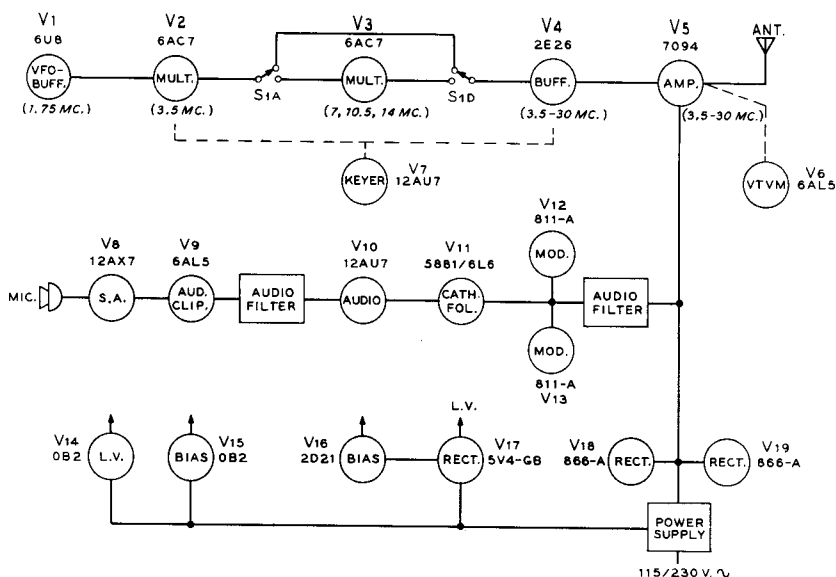 V1
6U8
VFO-
BUFF.
(1.75 MC.)
V2
6AC7
MULT.
(3.5 MC.)
S1A
V3
6AC7
MULT.
(7, 10.5, 14 MC.)
S1D
V4
2E26
BUFF.
(3.5-30 MC.)
V5
7094
AMP.
(3.5-30 MC.)
ANT.
V7
12AU7
KEYER
V6
6AL5
VTVM
MIC.
V8
12AX7
S.A.
V9
6AL5
AUD.
CLIP.
AUDIO
FILTER
V10
12AU7
AUDIO
V11
5881/6L6
CATH.
FOL.
V12
811-A
MOD.
MOD.
811-A
V13
AUDIO
FILTER
V14
0B2
L.V.
BIAS
V15
0B2
V16
2D21
BIAS
L.V.
RECT.
V17
5V4-GB
V18
866-A
RECT.
RECT.
V19
866-A
POWER
SUPPLY
115/230 V. ∿